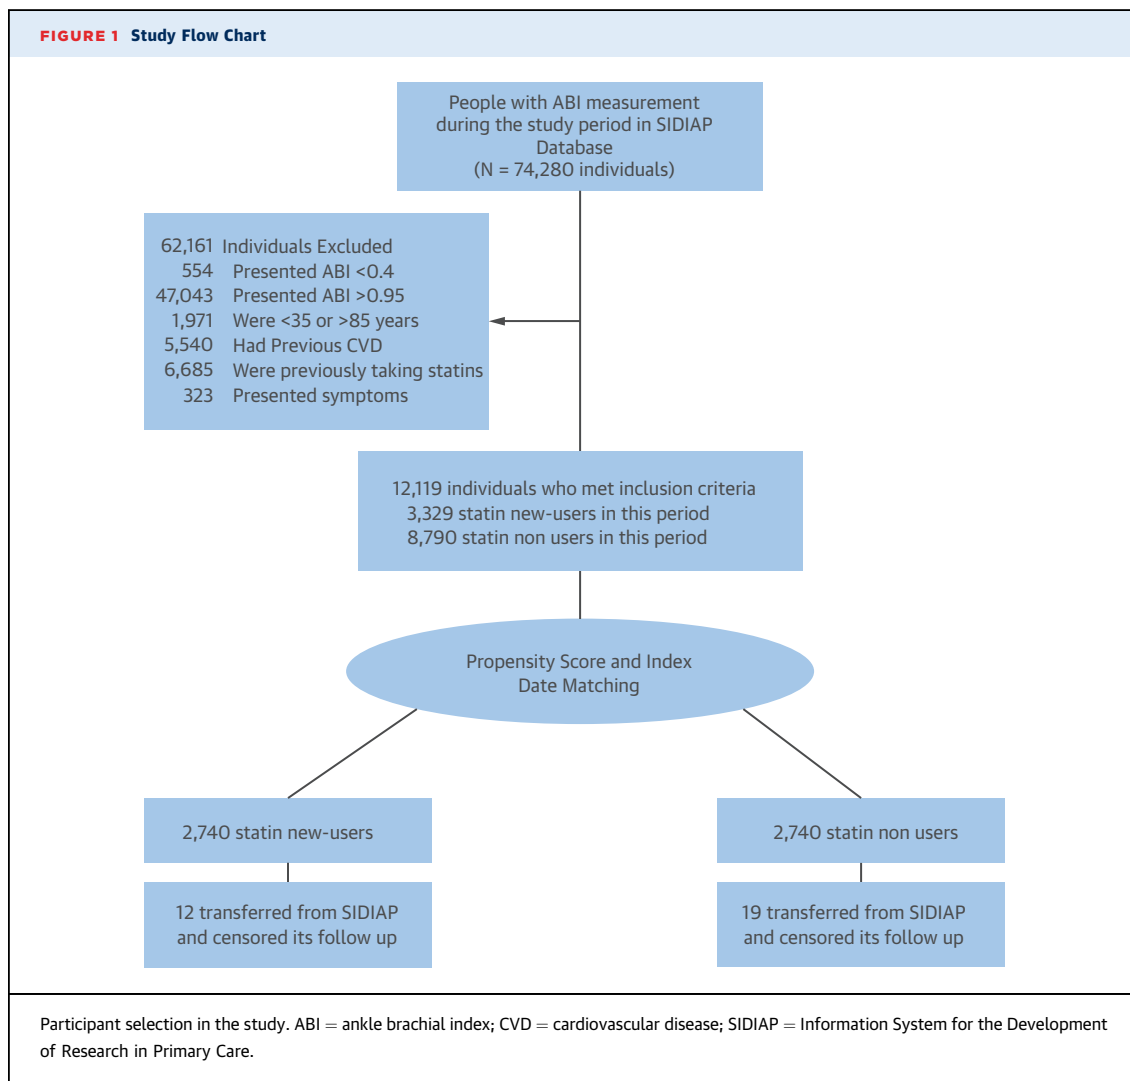 FIGURE 1 Study Flow Chart
People with ABI measurement
during the study period in SIDIAP
Database
(N = 74,280 individuals)
62,161 Individuals Excluded
554 Presented ABI <0.4
47,043 Presented ABI >0.95
1,971 Were <35 or >85 years
5,540 Had Previous CVD
6,685 Were previously taking statins
323 Presented symptoms
12,119 individuals who met inclusion criteria
3,329 statin new-users in this period
8,790 statin non users in this period
Propensity Score and Index
Date Matching
2,740 statin new-users
2,740 statin non users
12 transferred from SIDIAP
and censored its follow up
19 transferred from SIDIAP
and censored its follow up
Participant selection in the study. ABI = ankle brachial index; CVD = cardiovascular disease; SIDIAP = Information System for the Development
of Research in Primary Care.